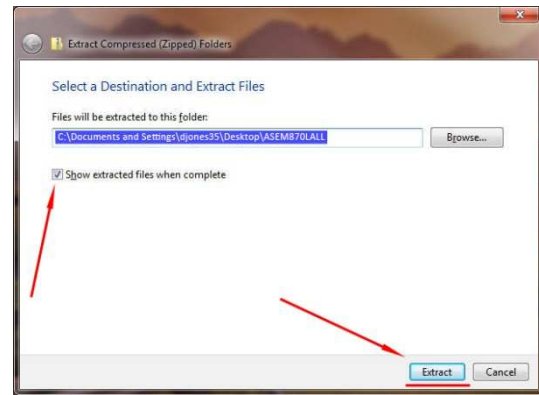 Extract Compressed (Zipped) Folders
Select a Destination and Extract Files
Files will be extracted to this folder:
C:\Documents and Settings\djones35\Desktop\ASEM870LALL
Browse...
Show extracted files when complete
Extract
Cancel